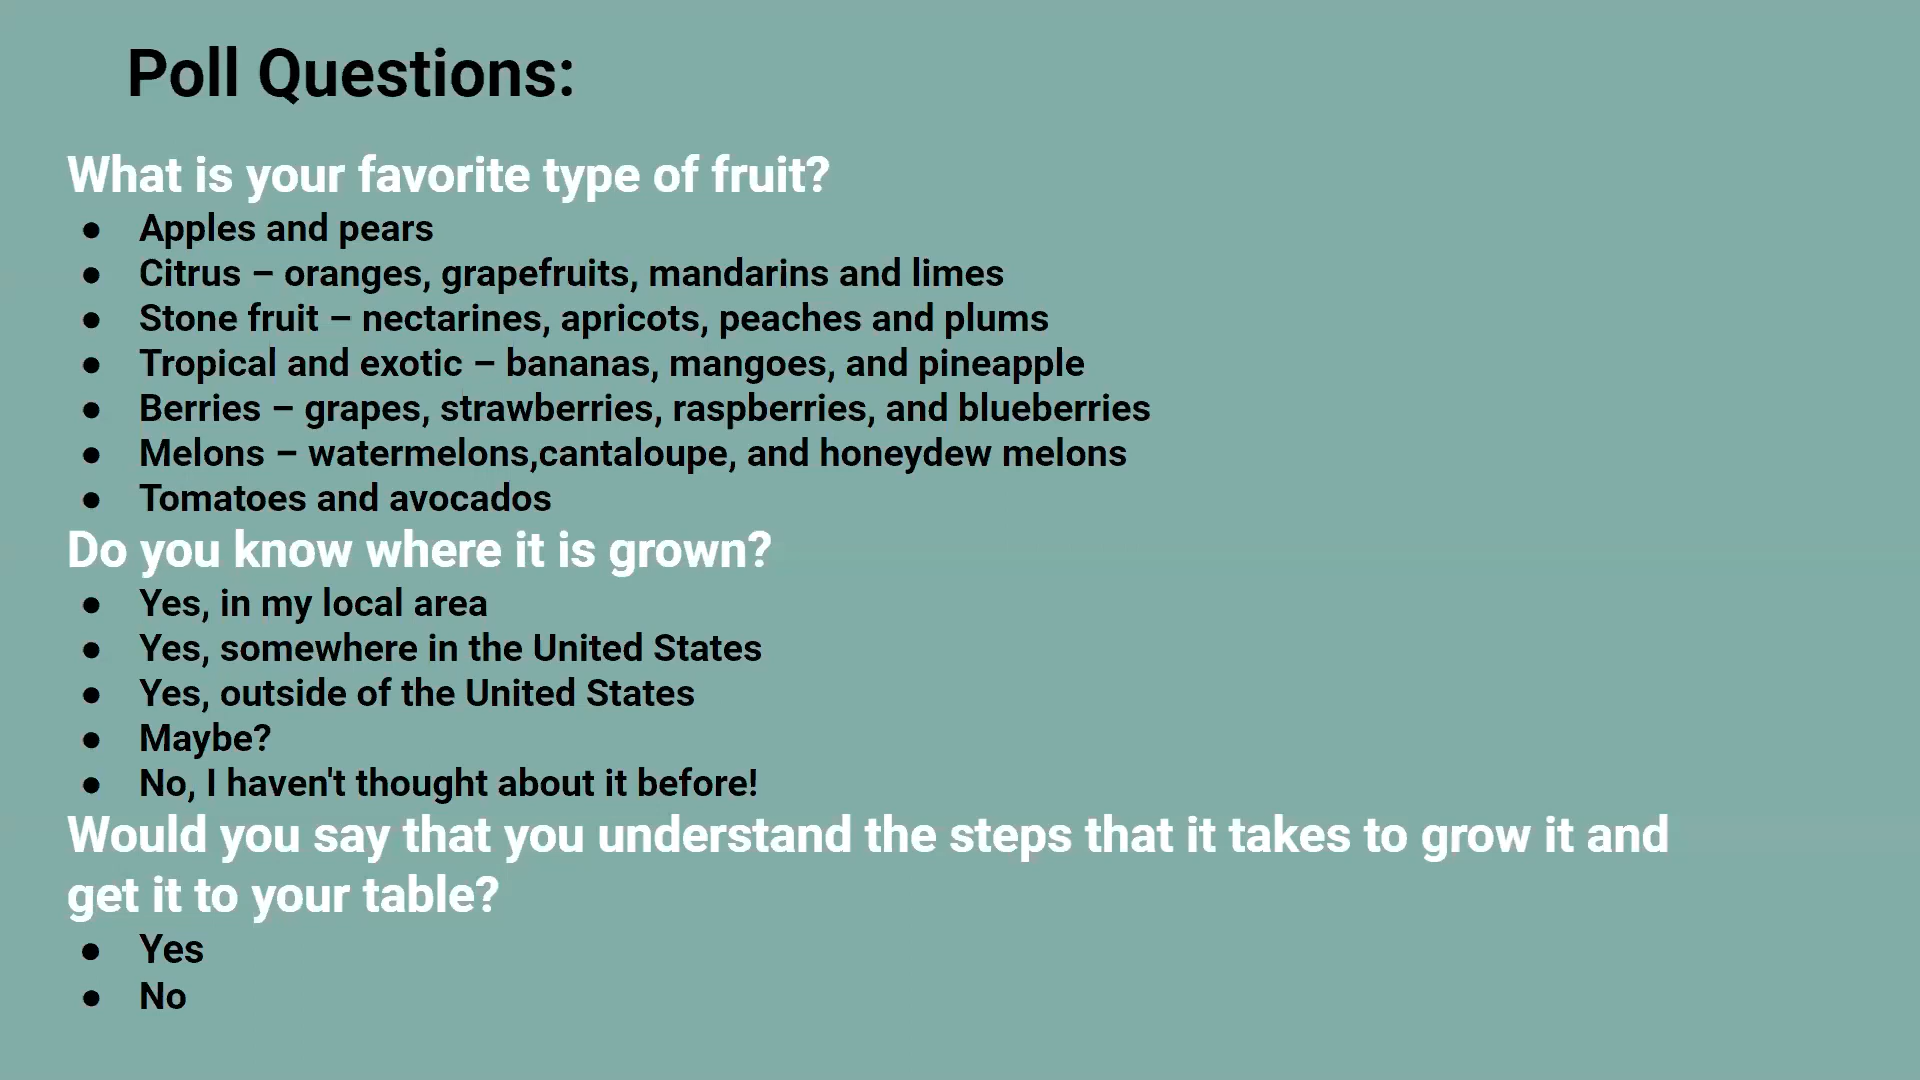 Poll Questions:
What is your favorite type of fruit?
● Apples and pears
● Citrus – oranges, grapefruits, mandarins and limes
● Stone fruit – nectarines, apricots, peaches and plums
● Tropical and exotic – bananas, mangoes, and pineapple
● Berries – grapes, strawberries, raspberries, and blueberries
● Melons – watermelons,cantaloupe, and honeydew melons
● Tomatoes and avocados
Do you know where it is grown?
● Yes, in my local area
● Yes, somewhere in the United States
● Yes, outside of the United States
● Maybe?
● No, I haven't thought about it before!
Would you say that you understand the steps that it takes to grow it and
get it to your table?
● Yes
● No